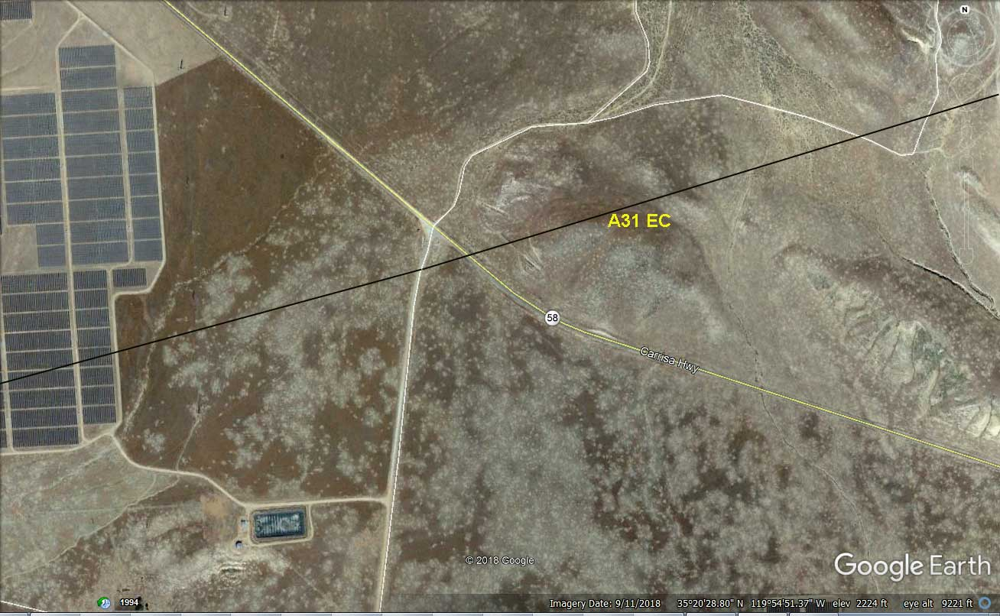 N
A31 EC
58
Carrisa Hwy
© 2018 Google
Google Earth
1994
Imagery Date: 9/11/2018 35°20'28.80" N 119°54'51.37" W elev 2224 ft eye alt 9221 ft